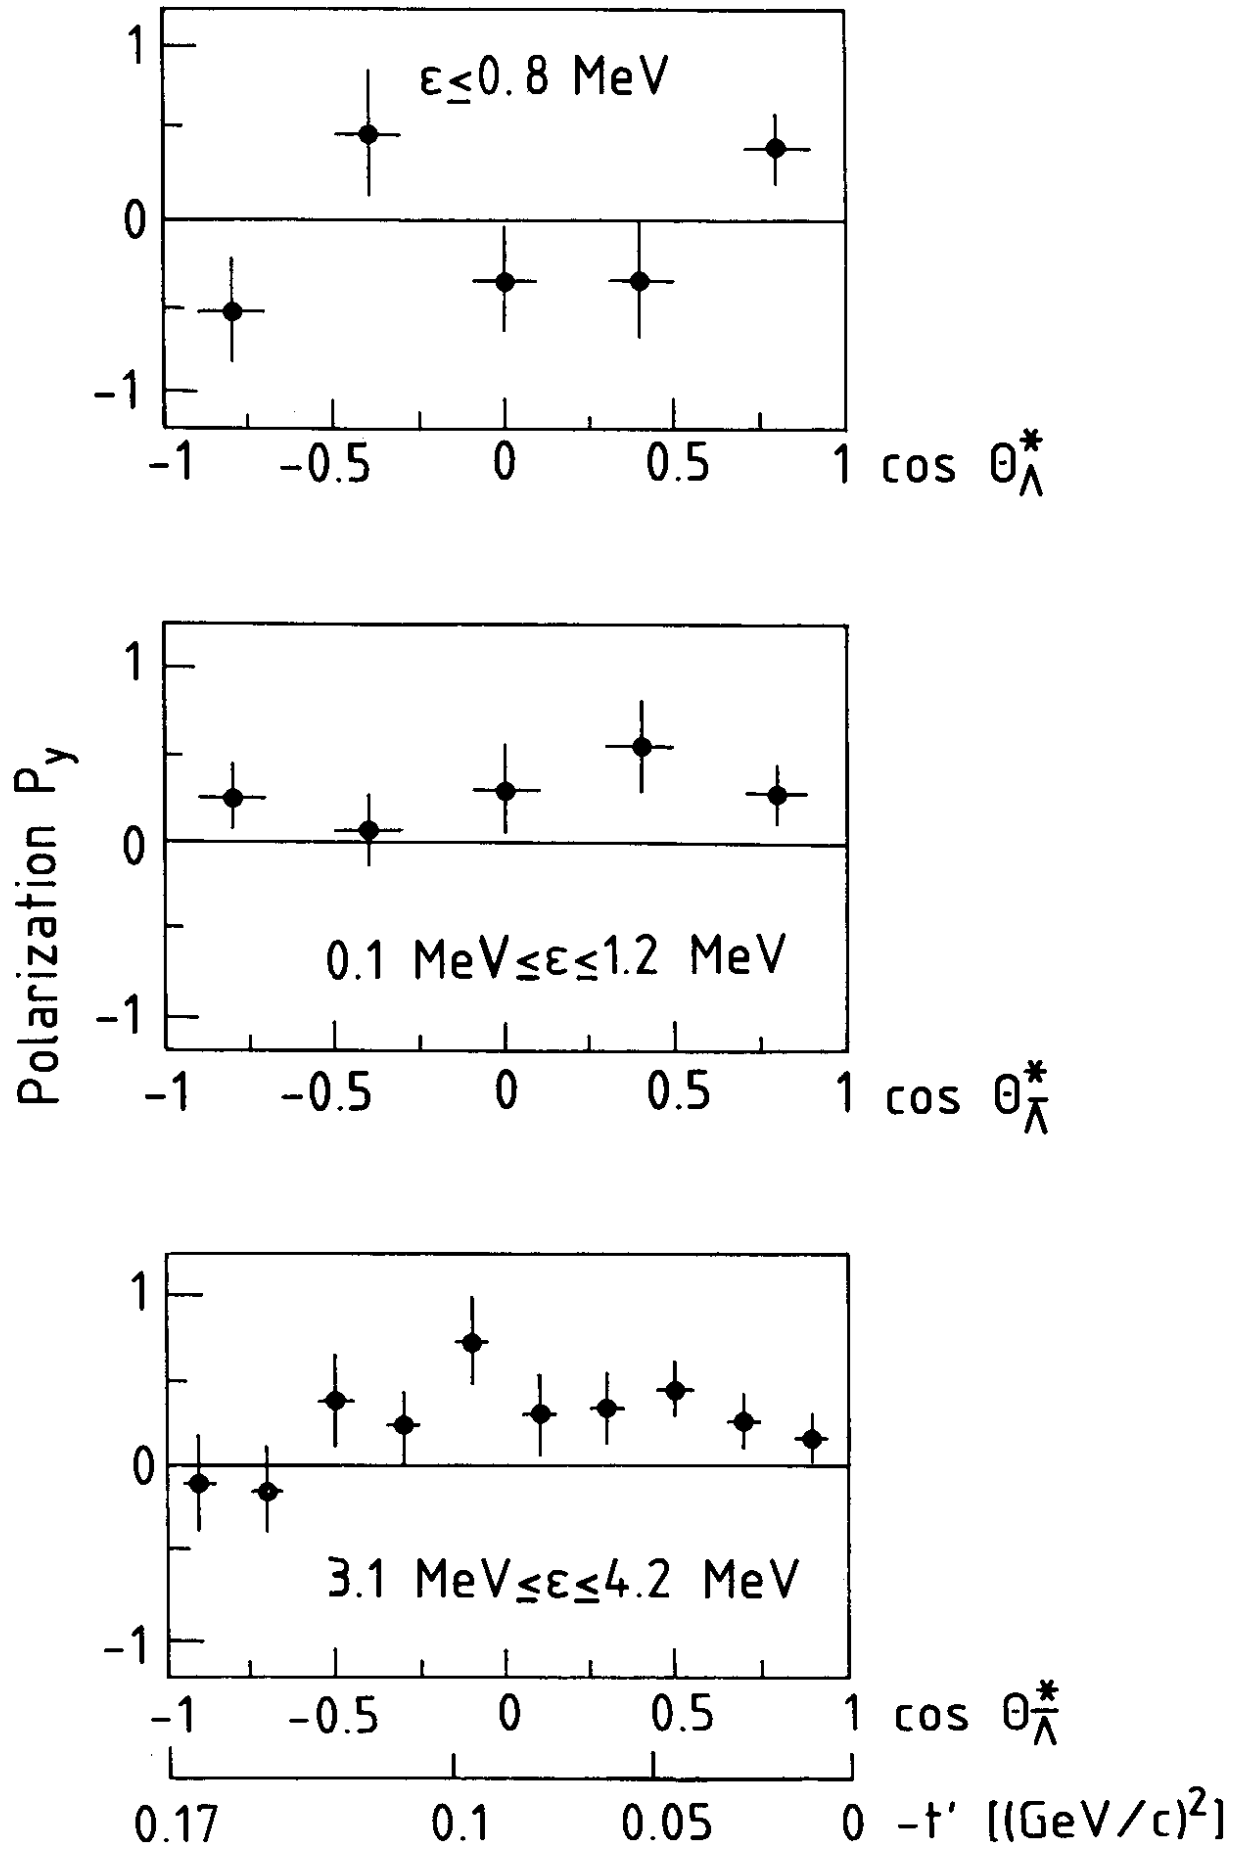 1
ε≤0.8 MeV
0
-1
-1 -0.5 0 0.5 1 cos Θ*Λ
Polarization Py
1
0
0.1 MeV≤ε≤1.2 MeV
-1
-1 -0.5 0 0.5 1 cos Θ*Λ̅
1
0
3.1 MeV≤ε≤4.2 MeV
-1
-1 -0.5 0 0.5 1 cos Θ*Λ̅
0.17 0.1 0.05 0 -t' [(GeV/c)²]